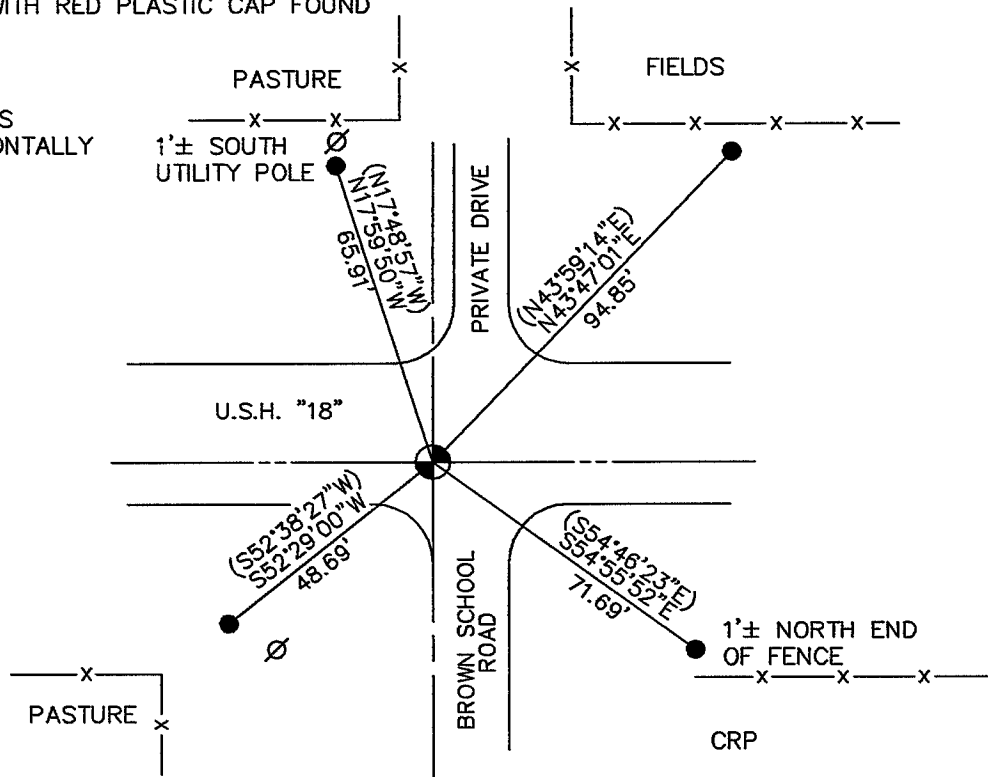 WITH RED PLASTIC CAP FOUND
PASTURE
FIELDS
S
ONTALLY
1'± SOUTH
UTILITY POLE
(N17°48'57"W)
N17°59'50"W
65.91'
PRIVATE DRIVE
(N43°59'14"E)
N43°47'01"E
94.85'
U.S.H. "18"
(S52°38'27"W)
S52°29'00"W
48.69'
(S54°46'23"E)
S54°55'52"E
71.69'
BROWN SCHOOL
ROAD
1'± NORTH END
OF FENCE
PASTURE
CRP